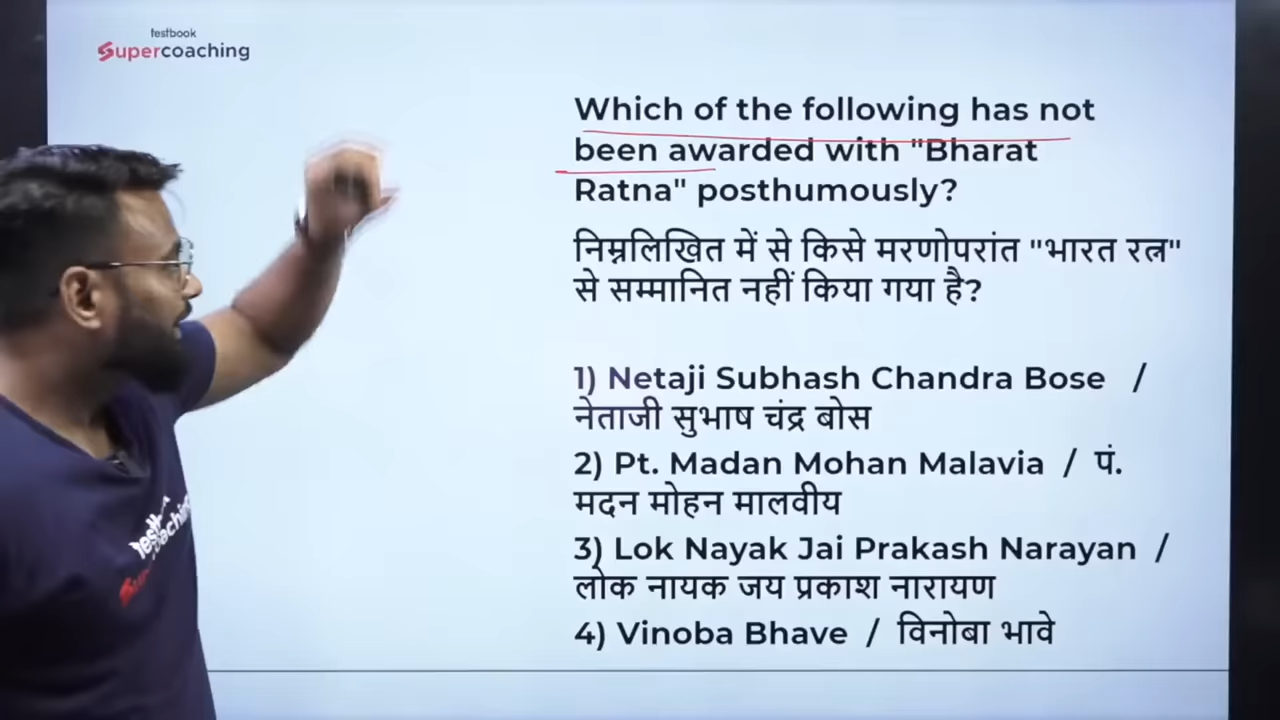 testbook
Supercoaching
Which of the following has not
been awarded with "Bharat
Ratna" posthumously?
निम्नलिखित में से किसे मरणोपरांत "भारत रत्न"
से सम्मानित नहीं किया गया है?
1) Netaji Subhash Chandra Bose /
नेताजी सुभाष चंद्र बोस
2) Pt. Madan Mohan Malavia / पं.
मदन मोहन मालवीय
3) Lok Nayak Jai Prakash Narayan /
लोक नायक जय प्रकाश नारायण
4) Vinoba Bhave / विनोबा भावे